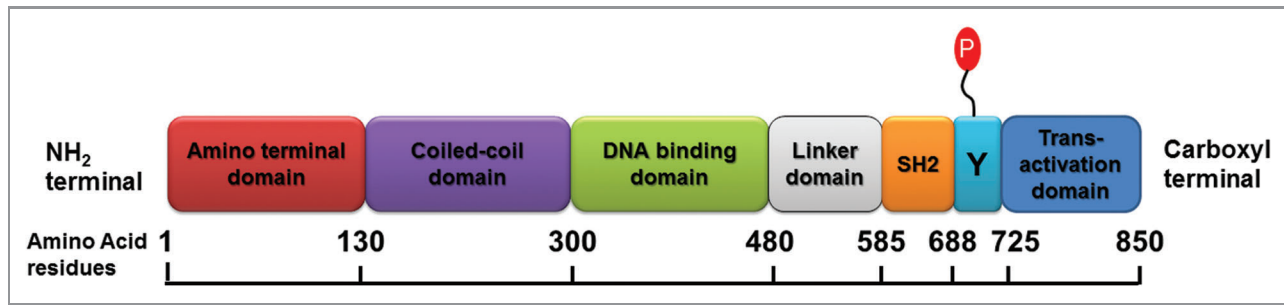 P
NH2
terminal
Amino terminal
domain
Coiled-coil
domain
DNA binding
domain
Linker
domain
SH2
Y
Trans-
activation
domain
Carboxyl
terminal
Amino Acid
residues
1 130 300 480 585 688 725 850